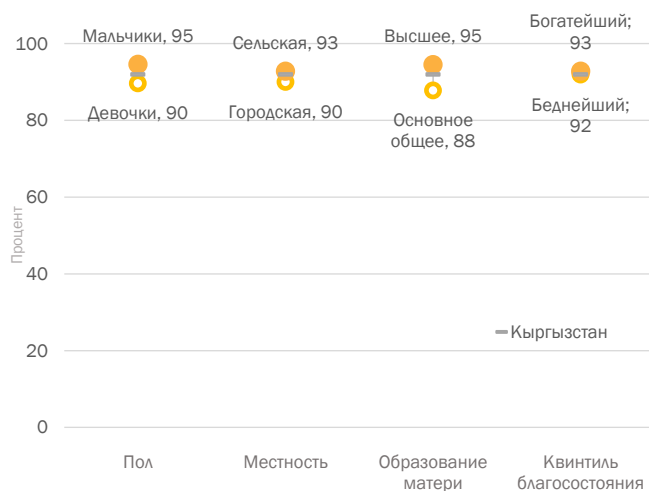 Мальчики, 95
Девочки, 90
Сельская, 93
Городская, 90
Высшее, 95
Основное
общее, 88
Богатейший;
93
Беднейший;
92
100
80
60
40
20
0
Процент
Кыргызстан
Пол
Местность
Образование
матери
Квинтиль
благосостояния